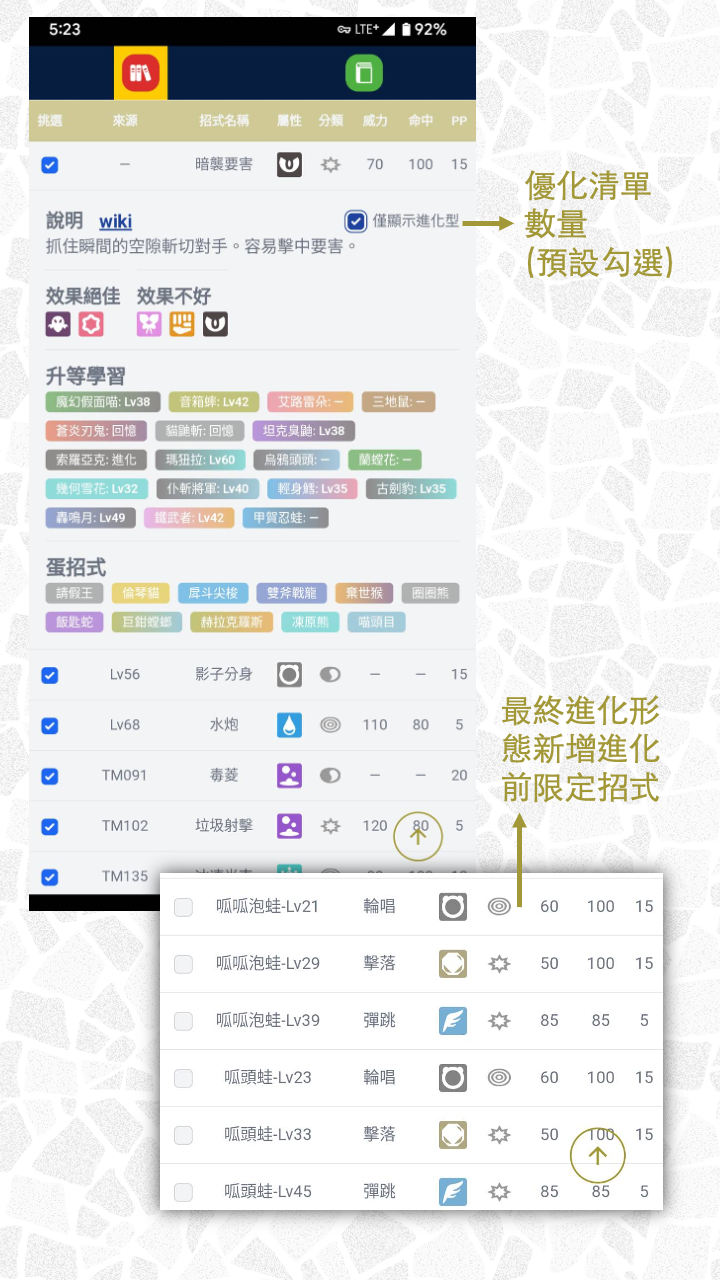 5:23 LTE+ 92%
挑選 來源 招式名稱 屬性 分類 威力 命中 PP
— 暗襲要害 70 100 15
說明 wiki 僅顯示進化型
抓住瞬間的空隙斬切對手。容易擊中要害。
效果絕佳 效果不好
升等學習
魔幻假面喵: Lv38 音箱蟀: Lv42 艾路雷朵: — 三地鼠: —
蒼炎刃鬼: 回憶 貓鼬斬: 回憶 坦克臭鼬: Lv38
索羅亞克: 進化 瑪狃拉: Lv60 烏鴉頭頭: — 蘭螳花: —
幾何雪花: Lv32 仆斬將軍: Lv40 輕身鱈: Lv35 古劍豹: Lv35
轟鳴月: Lv49 鐵武者: Lv42 甲賀忍蛙: —
蛋招式
請假王 偷琴貓 戽斗尖梭 雙斧戰龍 棄世猴 圈圈熊
飯匙蛇 巨鉗螳螂 赫拉克羅斯 凍原熊 喵頭目
Lv56 影子分身 — — 15
Lv68 水炮 110 80 5
TM091 毒菱 — — 20
TM102 垃圾射擊 120 80 5
TM135
優化清單
數量
(預設勾選)
最終進化形
態新增進化
前限定招式
呱呱泡蛙-Lv21 輪唱 60 100 15
呱呱泡蛙-Lv29 擊落 50 100 15
呱呱泡蛙-Lv39 彈跳 85 85 5
呱頭蛙-Lv23 輪唱 60 100 15
呱頭蛙-Lv33 擊落 50 100 15
呱頭蛙-Lv45 彈跳 85 85 5